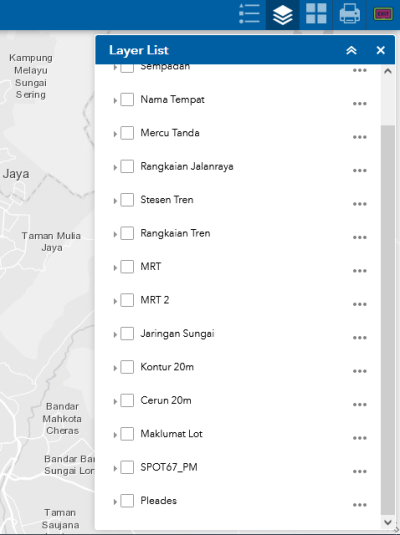 Layer List
Sempadan
Nama Tempat
Mercu Tanda
Rangkaian Jalanraya
Stesen Tren
Rangkaian Tren
MRT
MRT 2
Jaringan Sungai
Kontur 20m
Cerun 20m
Maklumat Lot
SPOT67_PM
Pleades
Kampung
Melayu
Sungai
Sering
Jaya
Taman Mulia
Jaya
Bandar
Mahkota
Cheras
Bandar Bar
Sungai Lon
Taman
Saujana